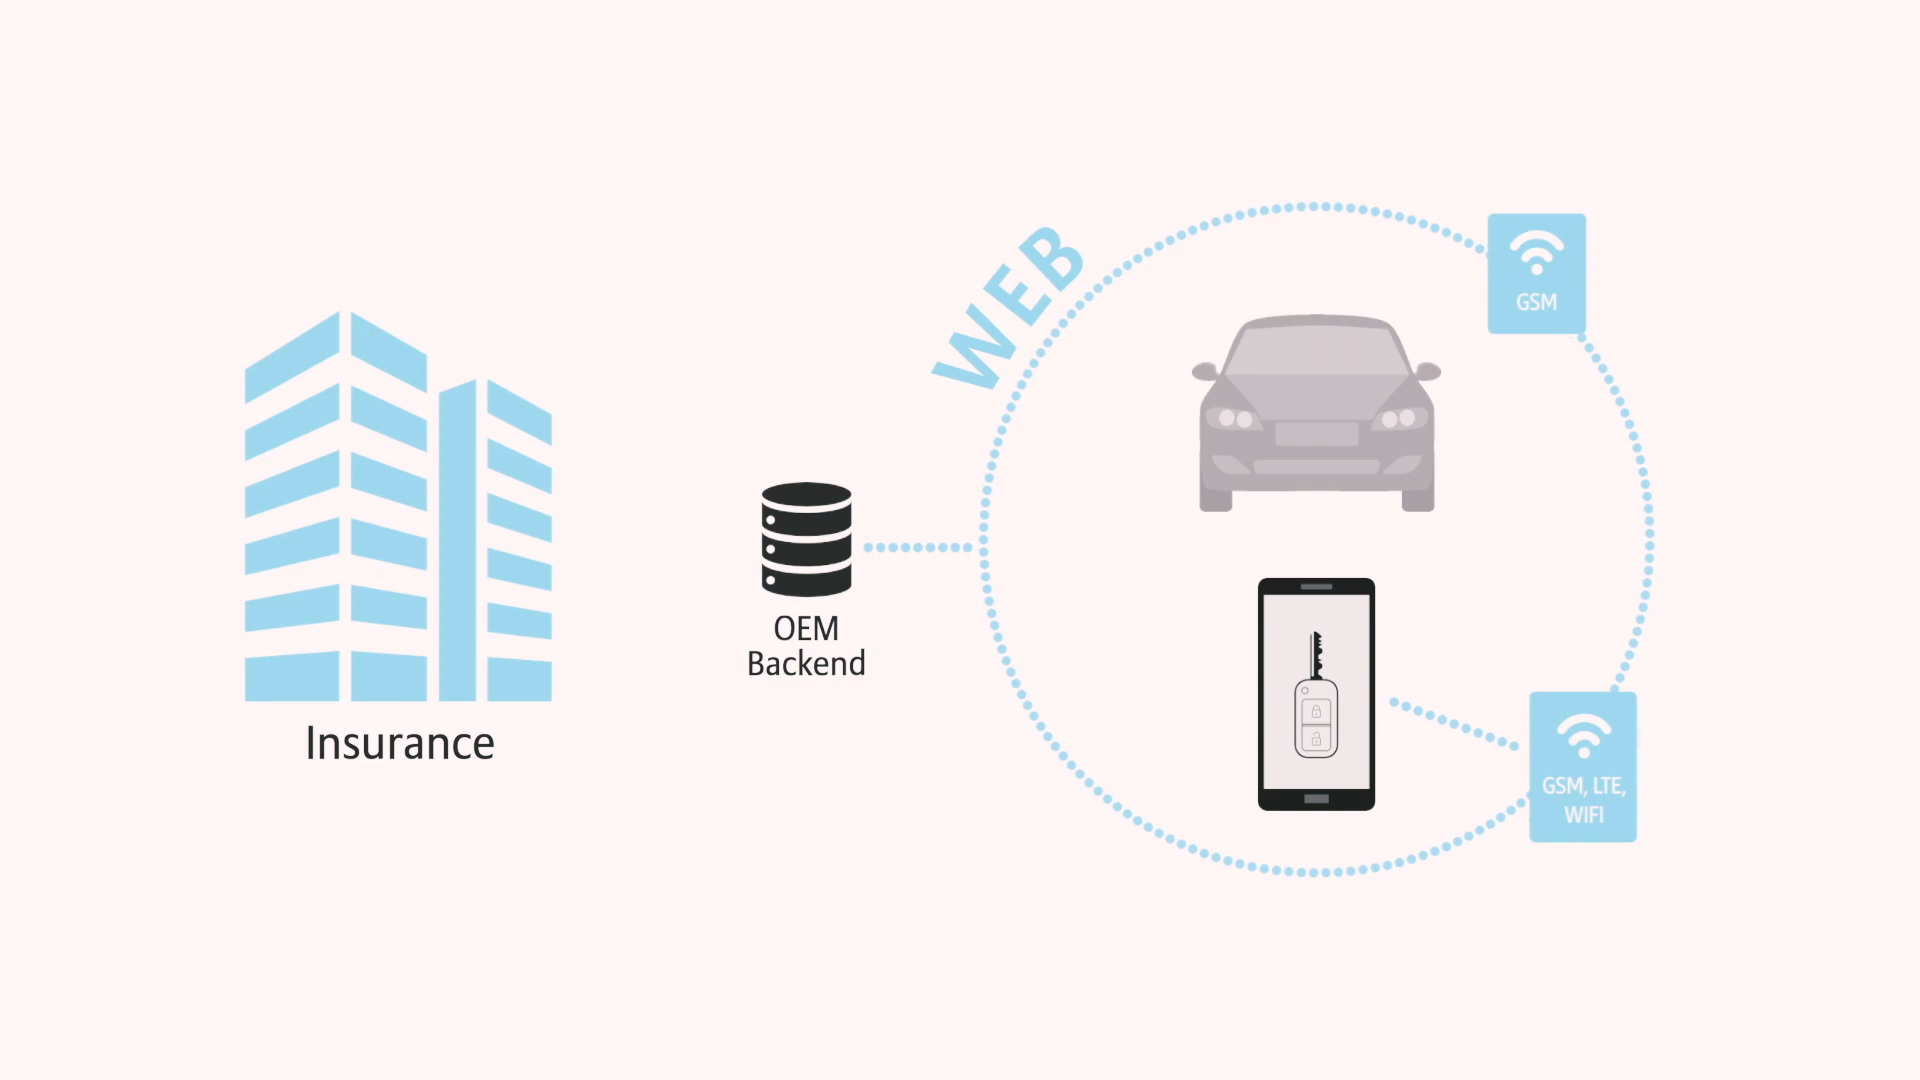 WEB
GSM
Insurance
OEM
Backend
GSM, LTE,
WIFI